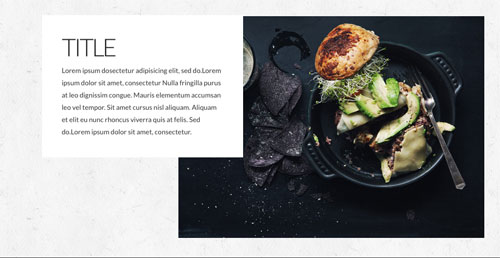 TITLE
Lorem ipsum dosectetur adipisicing elit, sed do.Lorem
ipsum dolor sit amet, consectetur Nulla fringilla purus
at leo dignissim congue. Mauris elementum accumsan
leo vel tempor. Sit amet cursus nisl aliquam. Aliquam
et elit eu nunc rhoncus viverra quis at felis. Sed
do.Lorem ipsum dolor sit amet, consectetur.